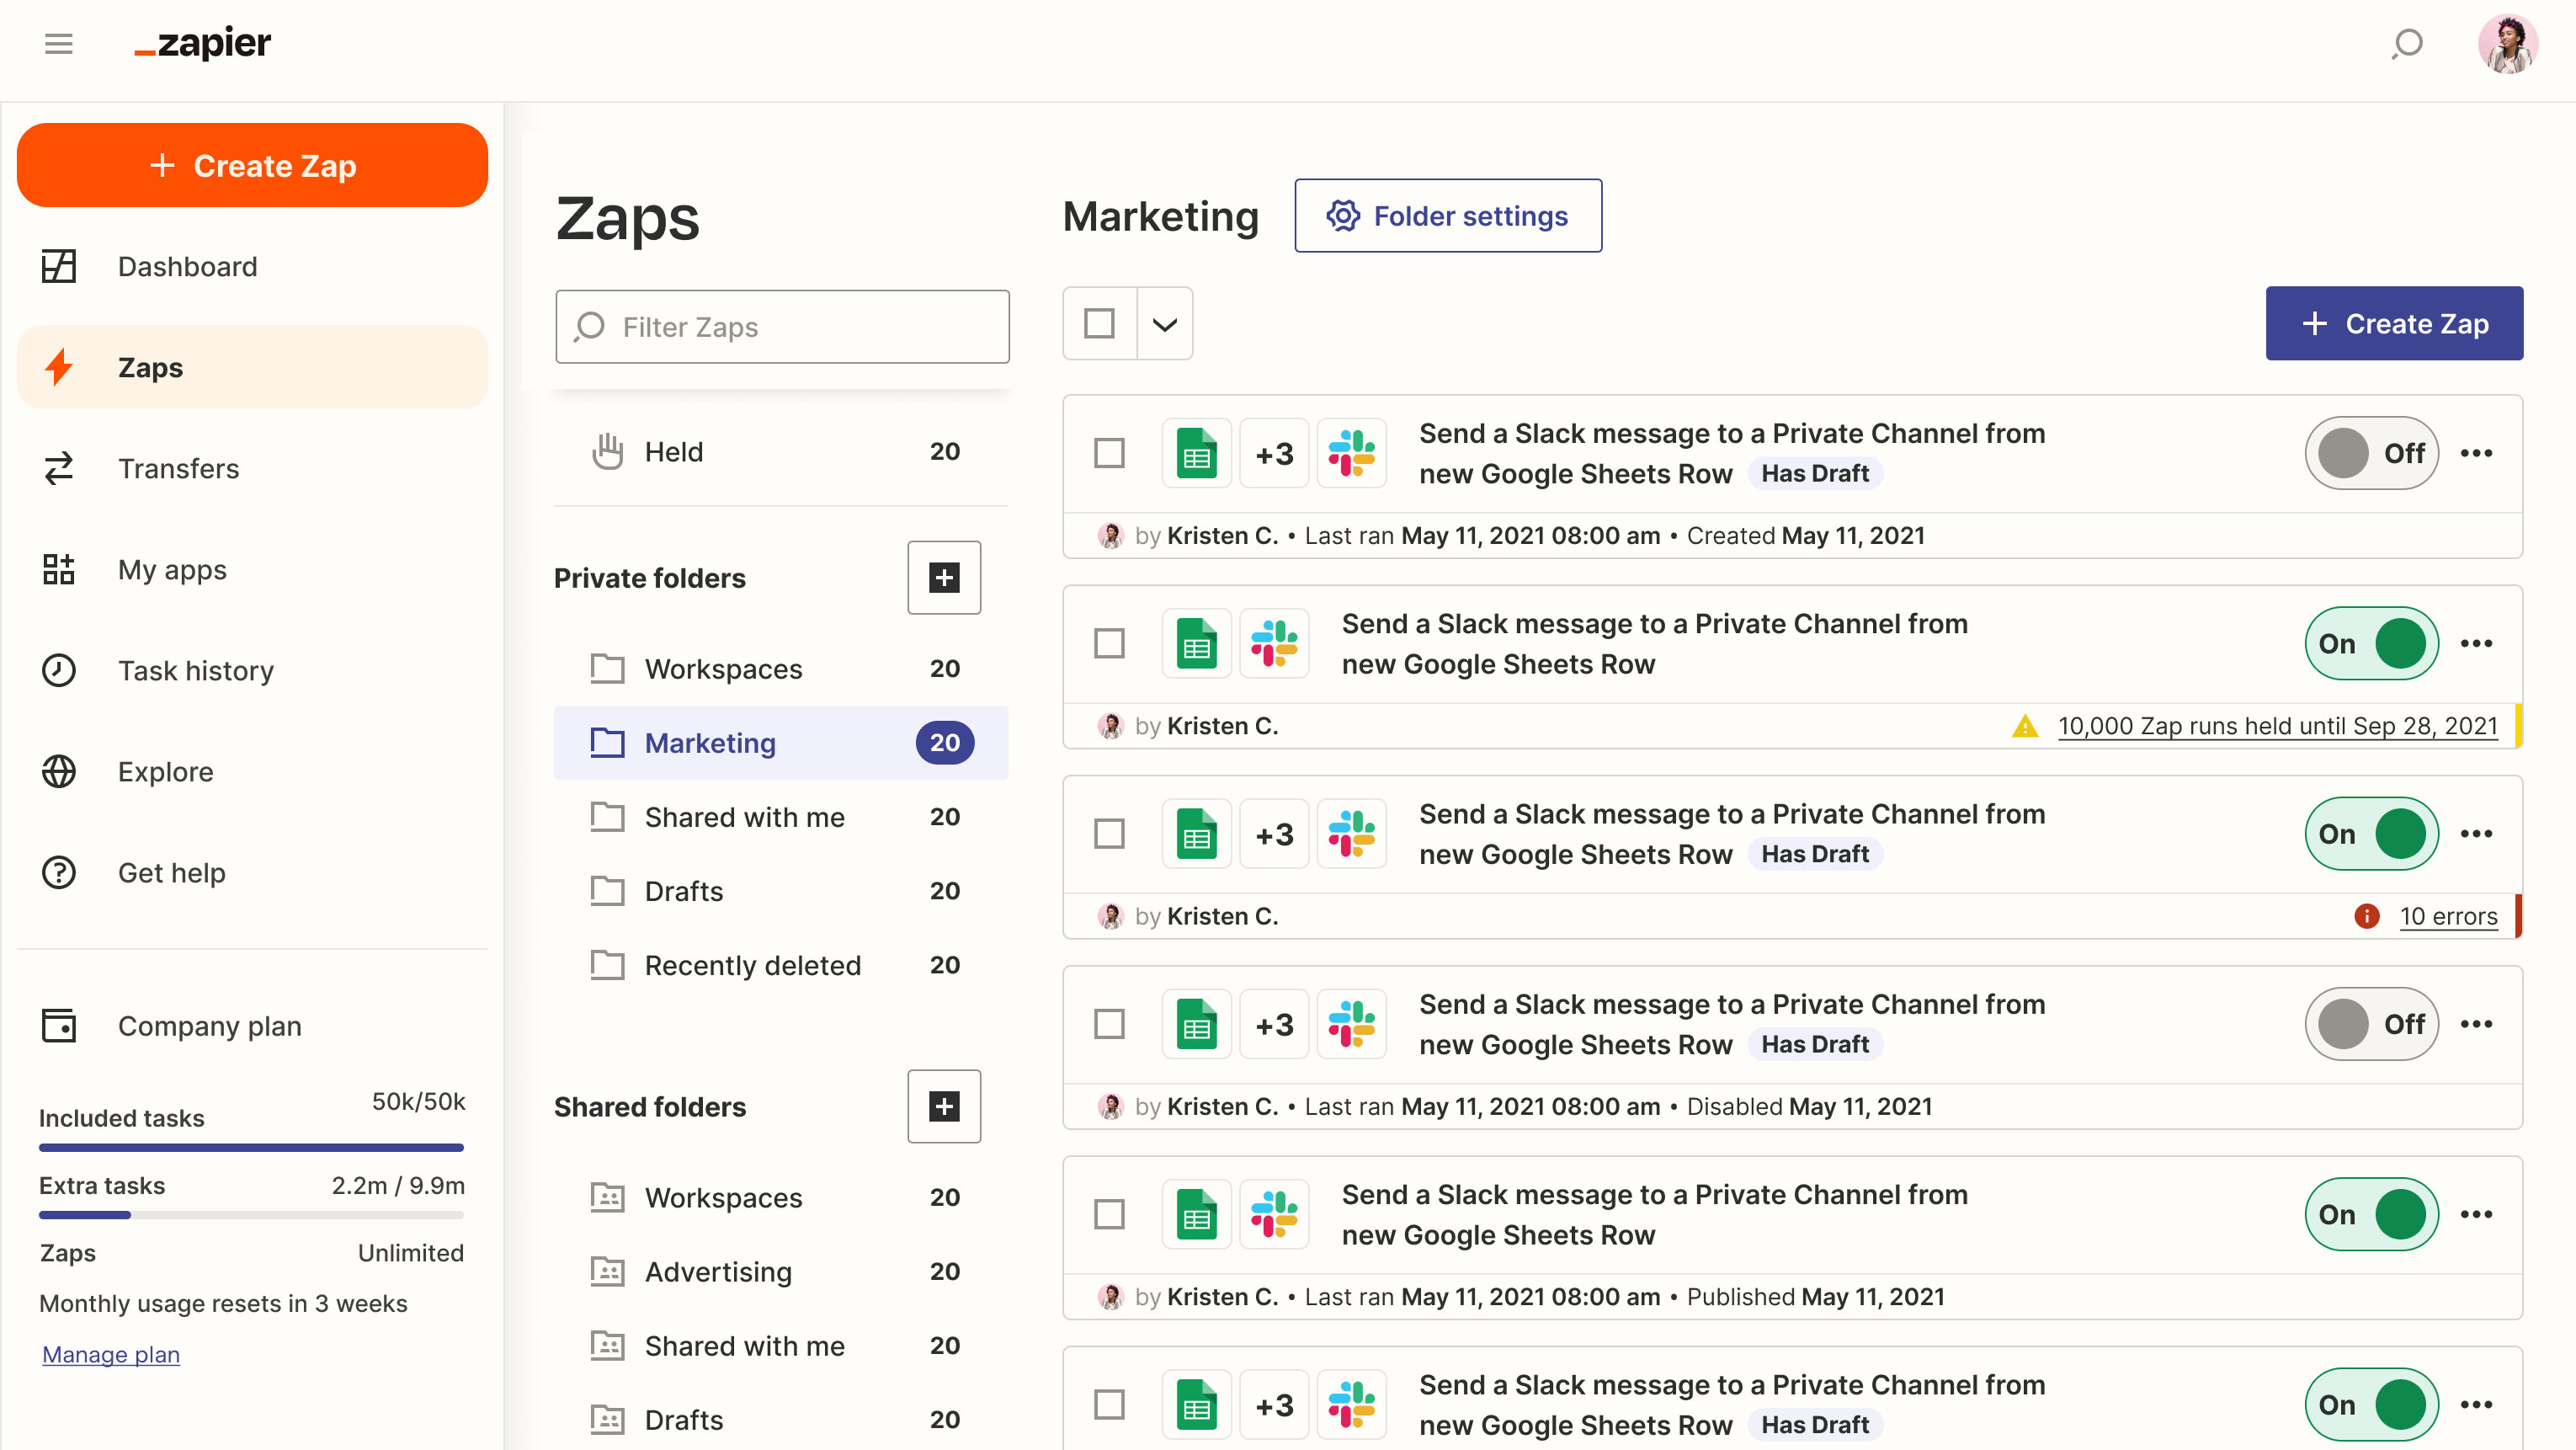 zapier
Create Zap
Dashboard
Zaps
Transfers
My apps
Task history
Explore
Get help
Company plan
Included tasks 50k/50k
Extra tasks 2.2m / 9.9m
Zaps Unlimited
Monthly usage resets in 3 weeks
Manage plan
Zaps
Filter Zaps
Held 20
Private folders
Workspaces 20
Marketing 20
Shared with me 20
Drafts 20
Recently deleted 20
Shared folders
Workspaces 20
Advertising 20
Shared with me 20
Drafts 20
Marketing
Folder settings
Create Zap
+3
Send a Slack message to a Private Channel from
new Google Sheets Row Has Draft
Off
by Kristen C. • Last ran May 11, 2021 08:00 am • Created May 11, 2021
Send a Slack message to a Private Channel from
new Google Sheets Row
On
by Kristen C.
10,000 Zap runs held until Sep 28, 2021
+3
Send a Slack message to a Private Channel from
new Google Sheets Row Has Draft
On
by Kristen C.
10 errors
+3
Send a Slack message to a Private Channel from
new Google Sheets Row Has Draft
Off
by Kristen C. • Last ran May 11, 2021 08:00 am • Disabled May 11, 2021
Send a Slack message to a Private Channel from
new Google Sheets Row
On
by Kristen C. • Last ran May 11, 2021 08:00 am • Published May 11, 2021
+3
Send a Slack message to a Private Channel from
new Google Sheets Row Has Draft
On